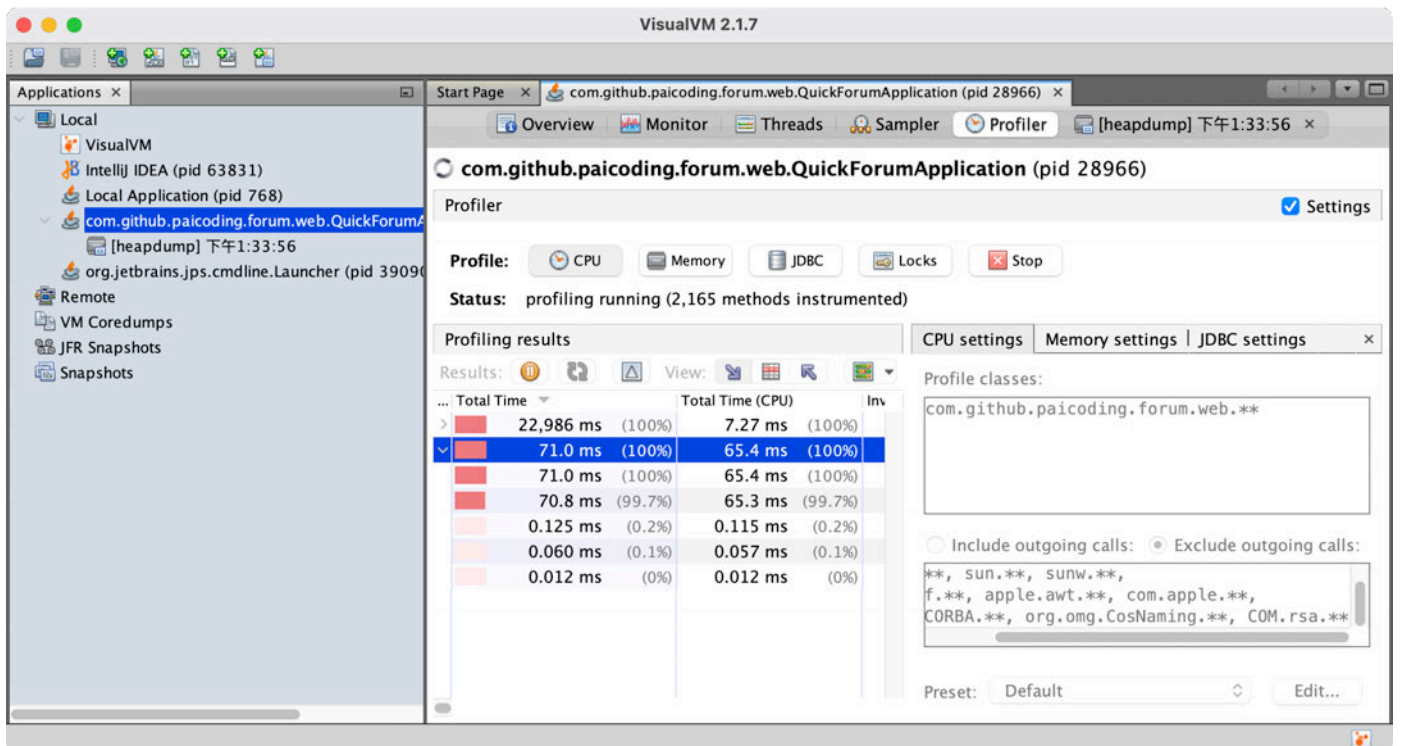 VisualVM 2.1.7
Applications ×
Start Page × com.github.paicoding.forum.web.QuickForumApplication (pid 28966) ×
Local
VisualVM
IntelliJ IDEA (pid 63831)
Local Application (pid 768)
com.github.paicoding.forum.web.QuickForumA
[heapdump] 下午1:33:56
org.jetbrains.jps.cmdline.Launcher (pid 3909
Remote
VM Coredumps
JFR Snapshots
Snapshots
Overview Monitor Threads Sampler Profiler [heapdump] 下午1:33:56 ×
com.github.paicoding.forum.web.QuickForumApplication (pid 28966)
Profiler Settings
Profile: CPU Memory JDBC Locks Stop
Status: profiling running (2,165 methods instrumented)
Profiling results
Results: View:
... Total Time Total Time (CPU) Inv
22,986 ms (100%) 7.27 ms (100%)
71.0 ms (100%) 65.4 ms (100%)
71.0 ms (100%) 65.4 ms (100%)
70.8 ms (99.7%) 65.3 ms (99.7%)
0.125 ms (0.2%) 0.115 ms (0.2%)
0.060 ms (0.1%) 0.057 ms (0.1%)
0.012 ms (0%) 0.012 ms (0%)
CPU settings Memory settings JDBC settings ×
Profile classes:
com.github.paicoding.forum.web.**
Include outgoing calls: Exclude outgoing calls:
**, sun.**, sunw.**,
f.**, apple.awt.**, com.apple.**,
CORBA.**, org.omg.CosNaming.**, COM.rsa.**
Preset: Default Edit...